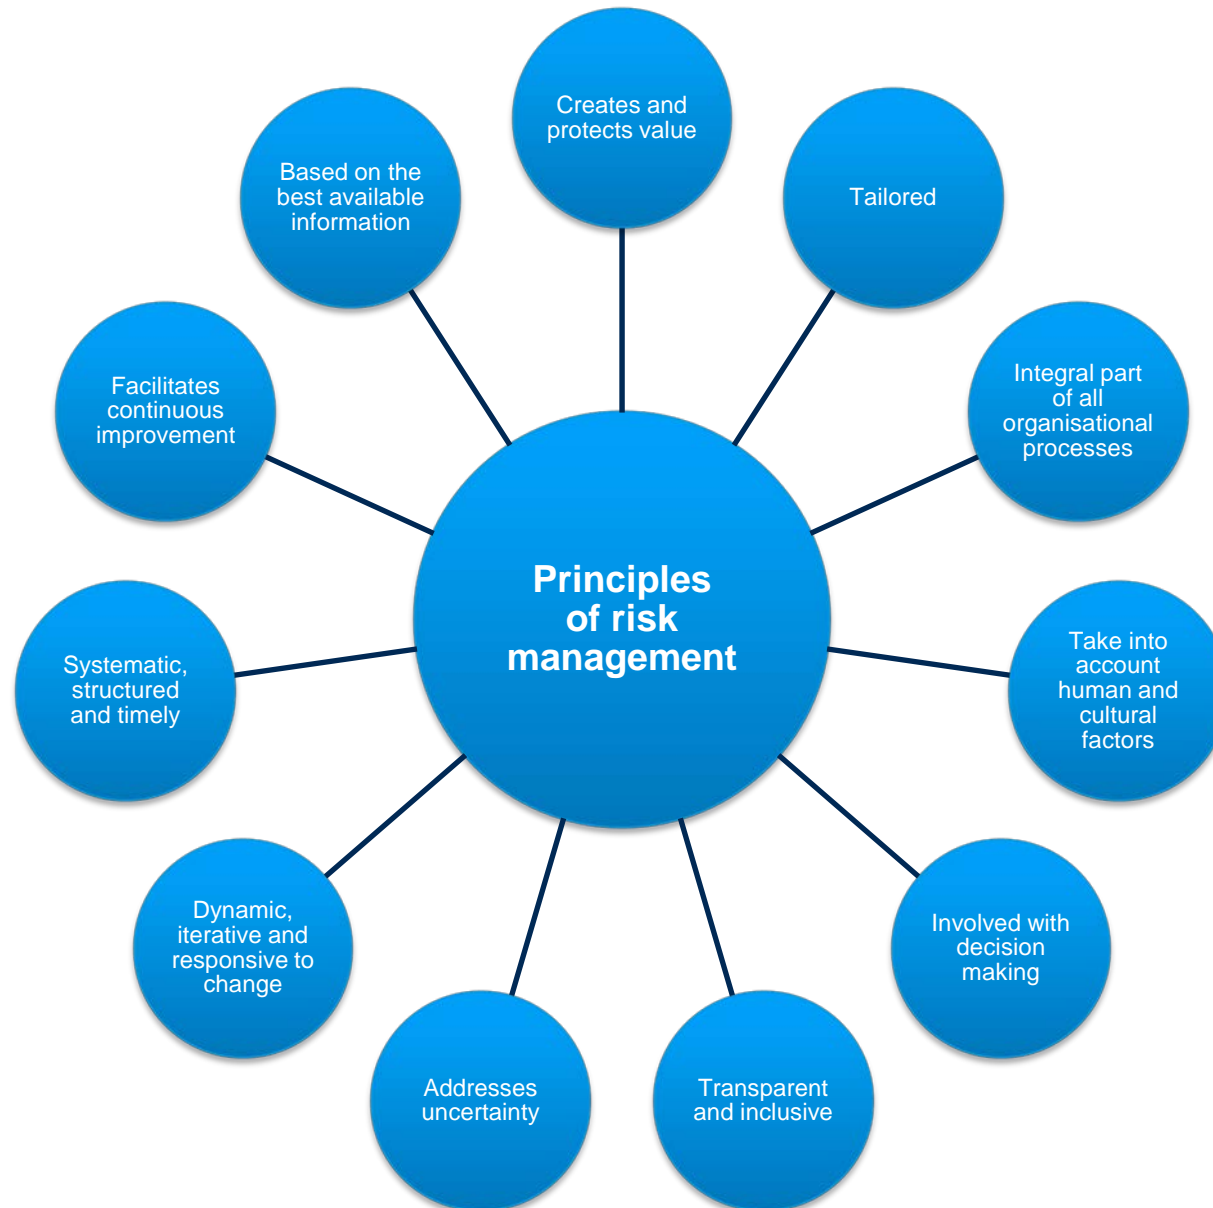 Creates and
protects value
Tailored
Integral part
of all
organisational
processes
Take into
account
human and
cultural
factors
Involved with
decision
making
Transparent
and inclusive
Addresses
uncertainty
Dynamic,
iterative and
responsive to
change
Systematic,
structured
and timely
Facilitates
continuous
improvement
Based on the
best available
information
Principles
of risk
management